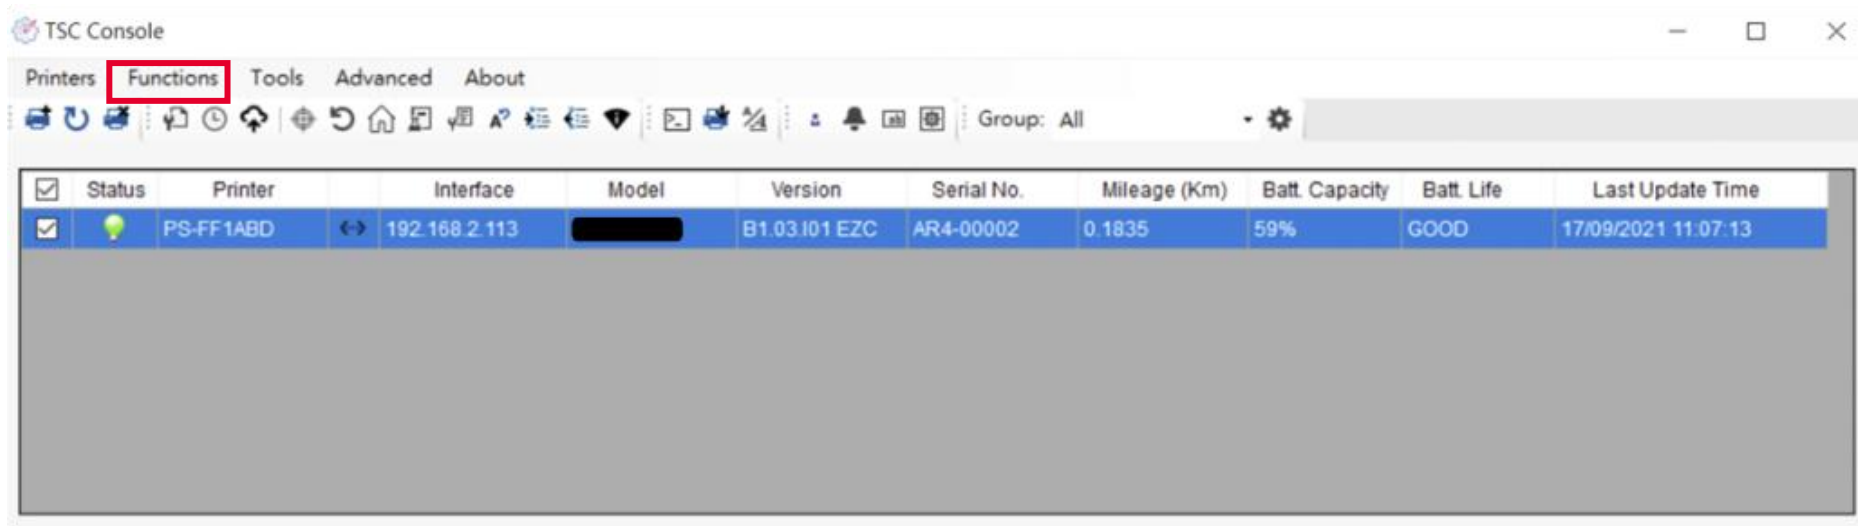 TSC Console
Printers Functions Tools Advanced About
Group: All
Status Printer Interface Model Version Serial No. Mileage (Km) Batt. Capacity Batt. Life Last Update Time
PS-FF1ABD 192.168.2.113 B1.03.I01 EZC AR4-00002 0.1835 59% GOOD 17/09/2021 11:07:13